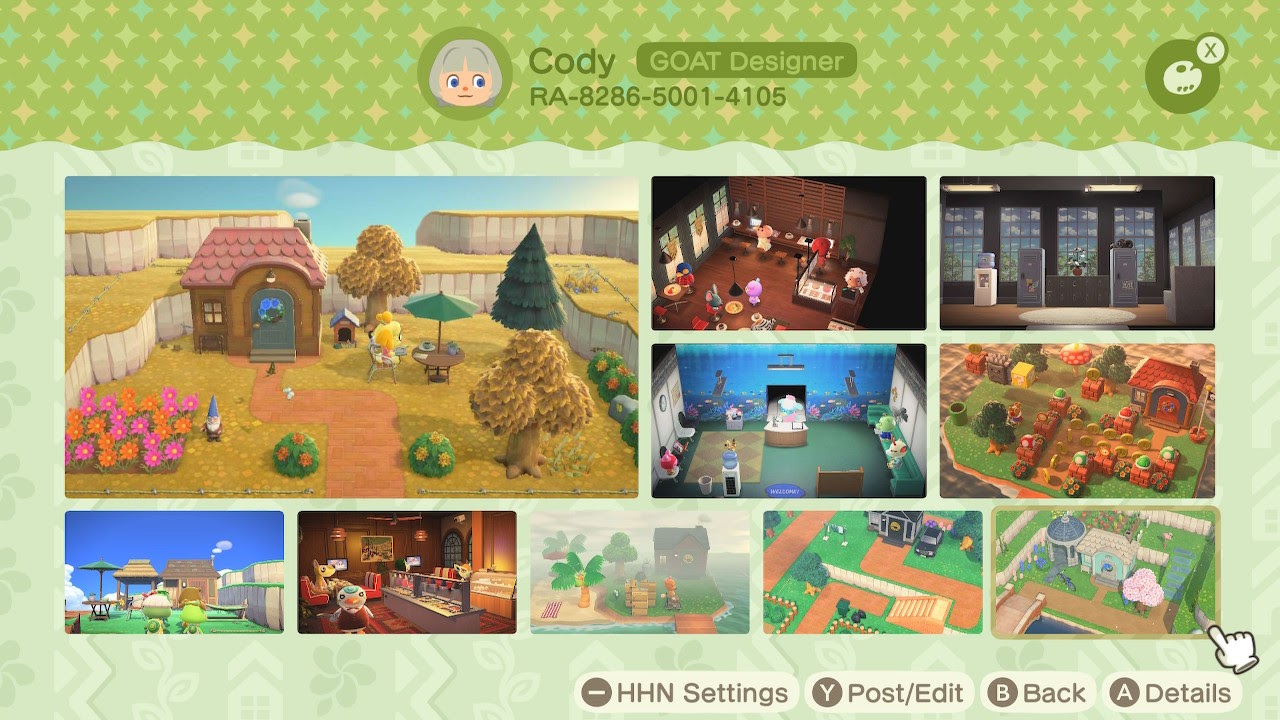 Cody GOAT Designer
RA-8286-5001-4105
X
WELCOME!
HHN Settings Y Post/Edit B Back A Details